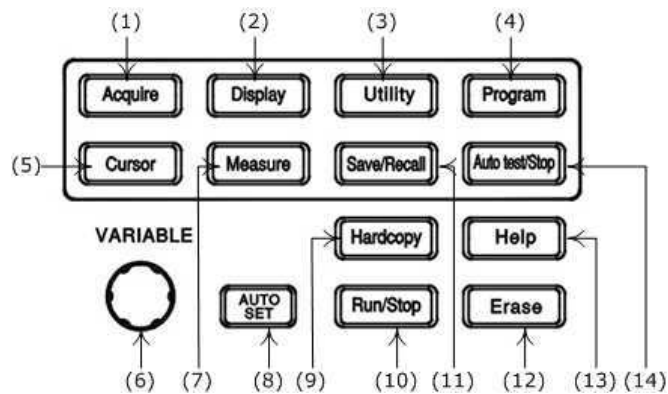 (1) (2) (3) (4)
Acquire Display Utility Program
(5) Cursor Measure Save/Recall Auto test/Stop
VARIABLE Hardcopy Help
AUTO SET Run/Stop Erase
(6) (7) (8) (9) (10) (11) (12) (13) (14)